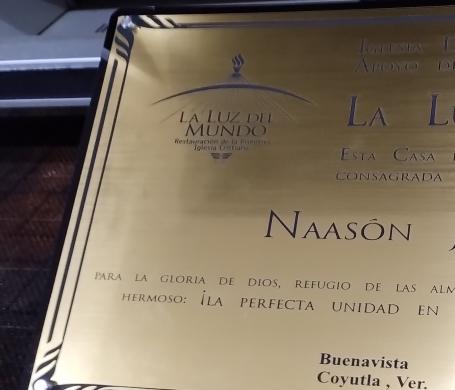 IGLESIA
APOYO DE
LA LUZ DEL
MUNDO
Restauración de la Primitiva
Iglesia Cristiana
LA
ESTA CASA
CONSAGRADA
NAASÓN
PARA LA GLORIA DE DIOS, REFUGIO DE LAS
HERMOSO: ¡LA PERFECTA UNIDAD EN
Buenavista
Coyutla , Ver.